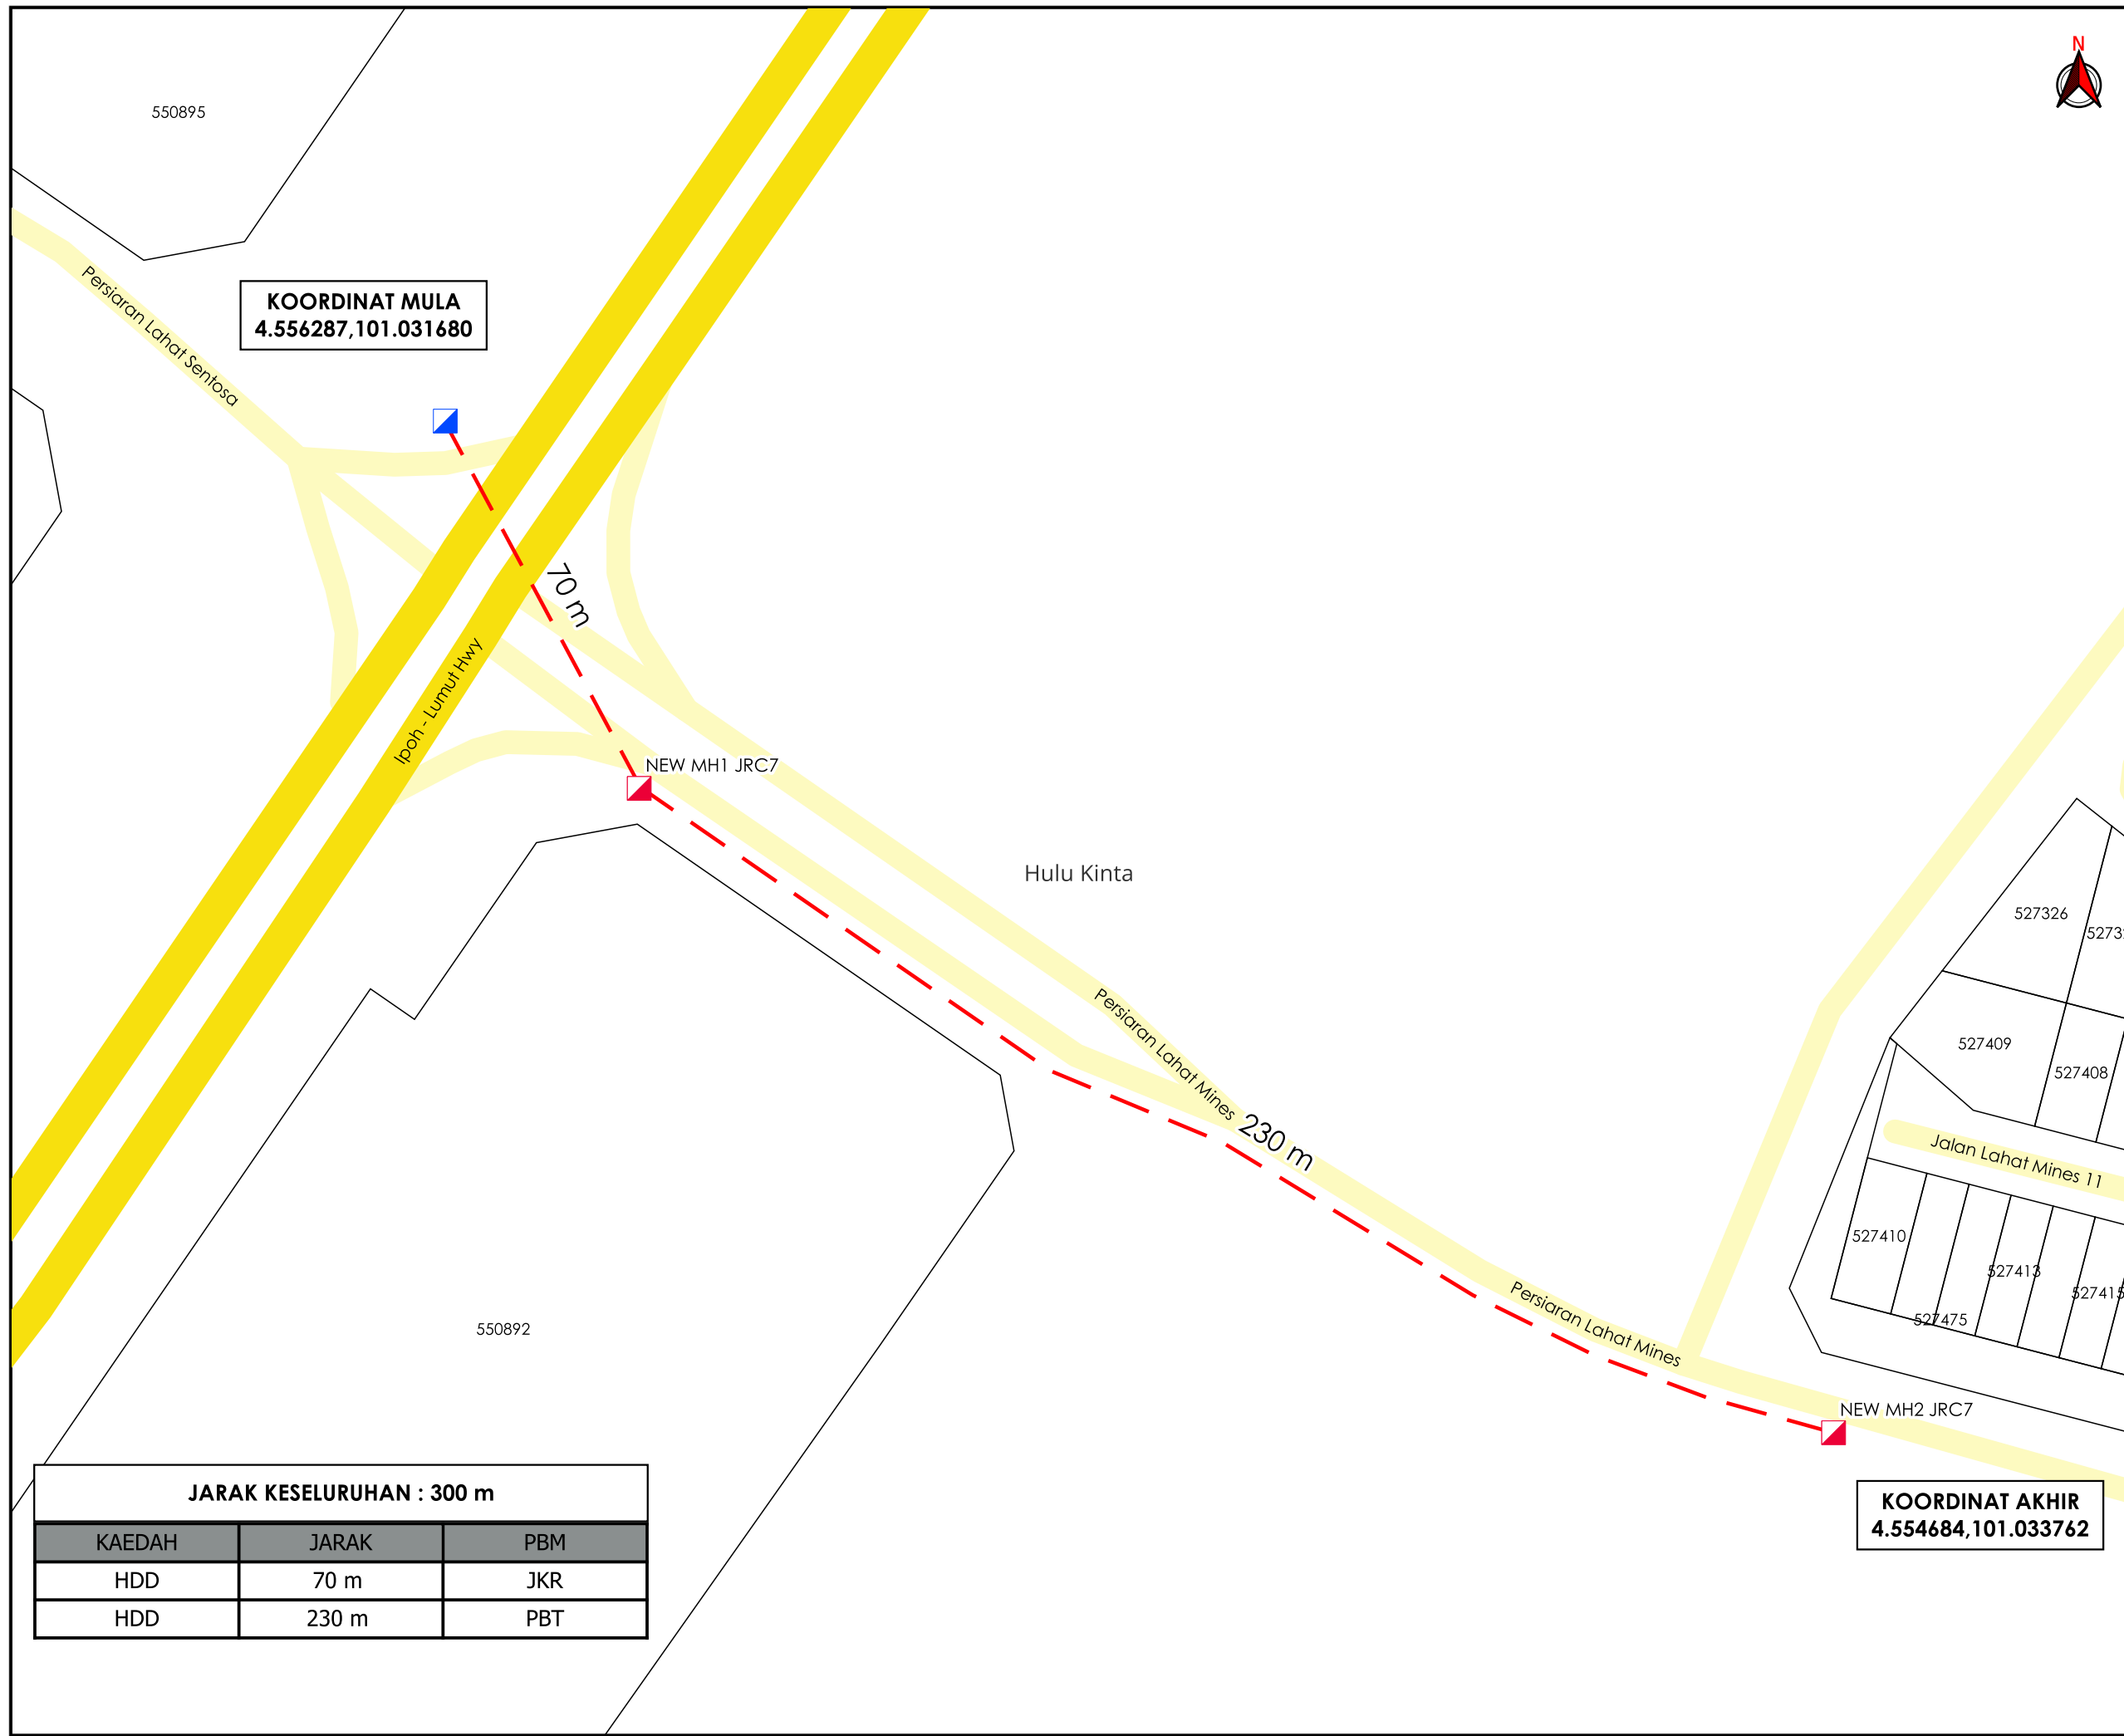 N
550895
Persiaran Lahat Sentosa
KOORDINAT MULA
4.556287,101.031680
70 m
Ipoh - Lumut Hwy
NEW MH1 JRC7
Hulu Kinta
527326
527409
527408
Persiaran Lahat Mines
230 m
Jalan Lahat Mines 11
527410
527413
527415
527475
550892
Persiaran Lahat Mines
NEW MH2 JRC7
KOORDINAT AKHIR
4.554684,101.033762
JARAK KESELURUHAN : 300 m
KAEDAH JARAK PBM
HDD 70 m JKR
HDD 230 m PBT